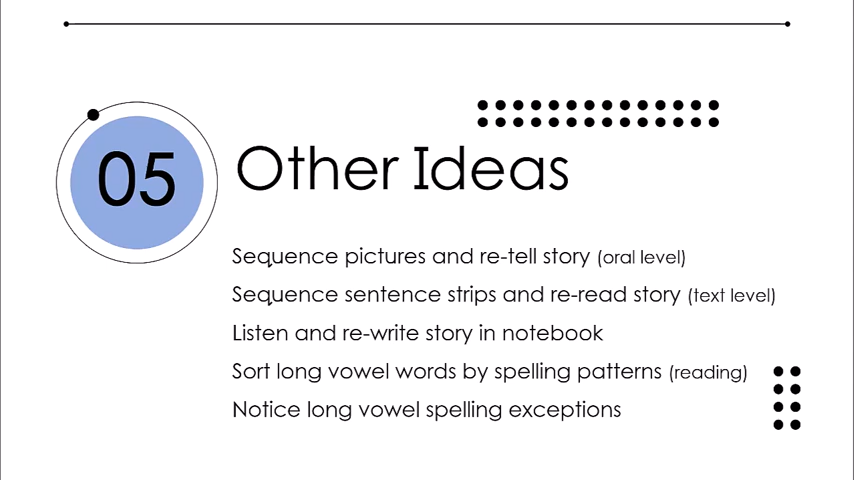 05
Other Ideas
Sequence pictures and re-tell story (oral level)
Sequence sentence strips and re-read story (text level)
Listen and re-write story in notebook
Sort long vowel words by spelling patterns (reading)
Notice long vowel spelling exceptions